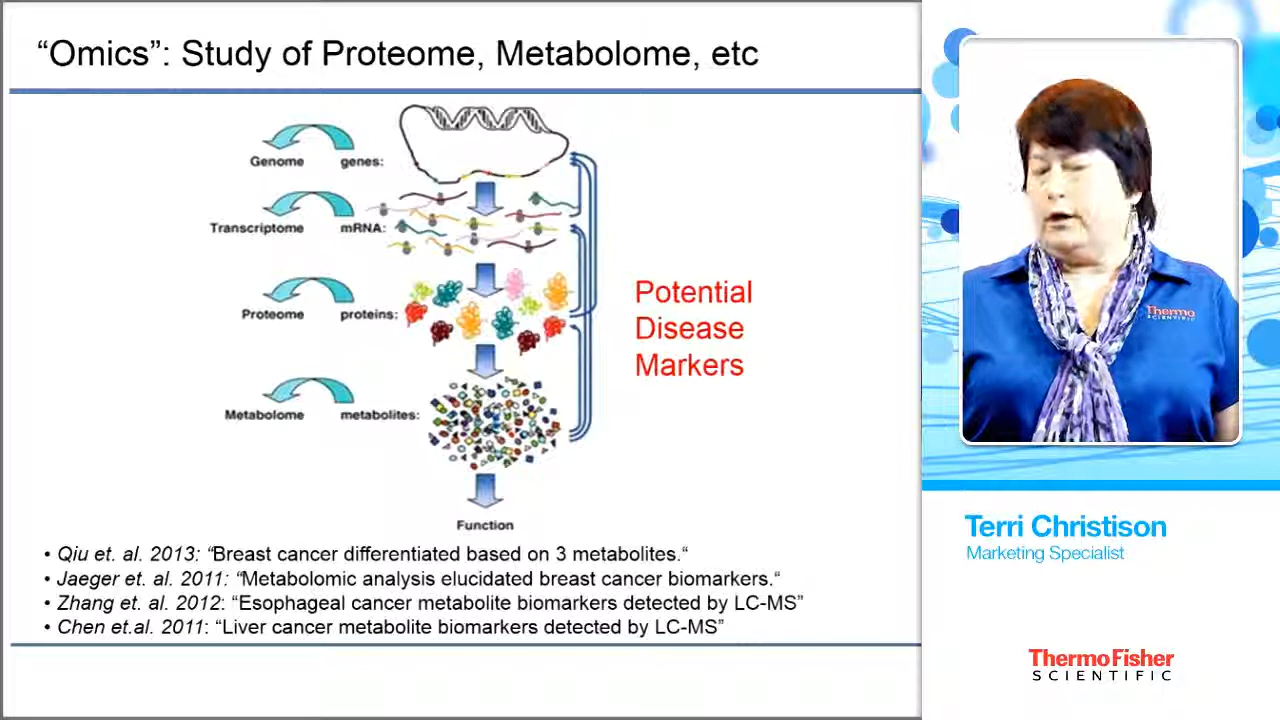 “Omics”: Study of Proteome, Metabolome, etc
Genome genes:
Transcriptome mRNA:
Proteome proteins:
Metabolome metabolites:
Function
Potential
Disease
Markers
• Qiu et. al. 2013: “Breast cancer differentiated based on 3 metabolites.“
• Jaeger et. al. 2011: “Metabolomic analysis elucidated breast cancer biomarkers.“
• Zhang et. al. 2012: “Esophageal cancer metabolite biomarkers detected by LC-MS”
• Chen et.al. 2011: “Liver cancer metabolite biomarkers detected by LC-MS”
Thermo
SCIENTIFIC
Terri Christison
Marketing Specialist
ThermoFisher
SCIENTIFIC